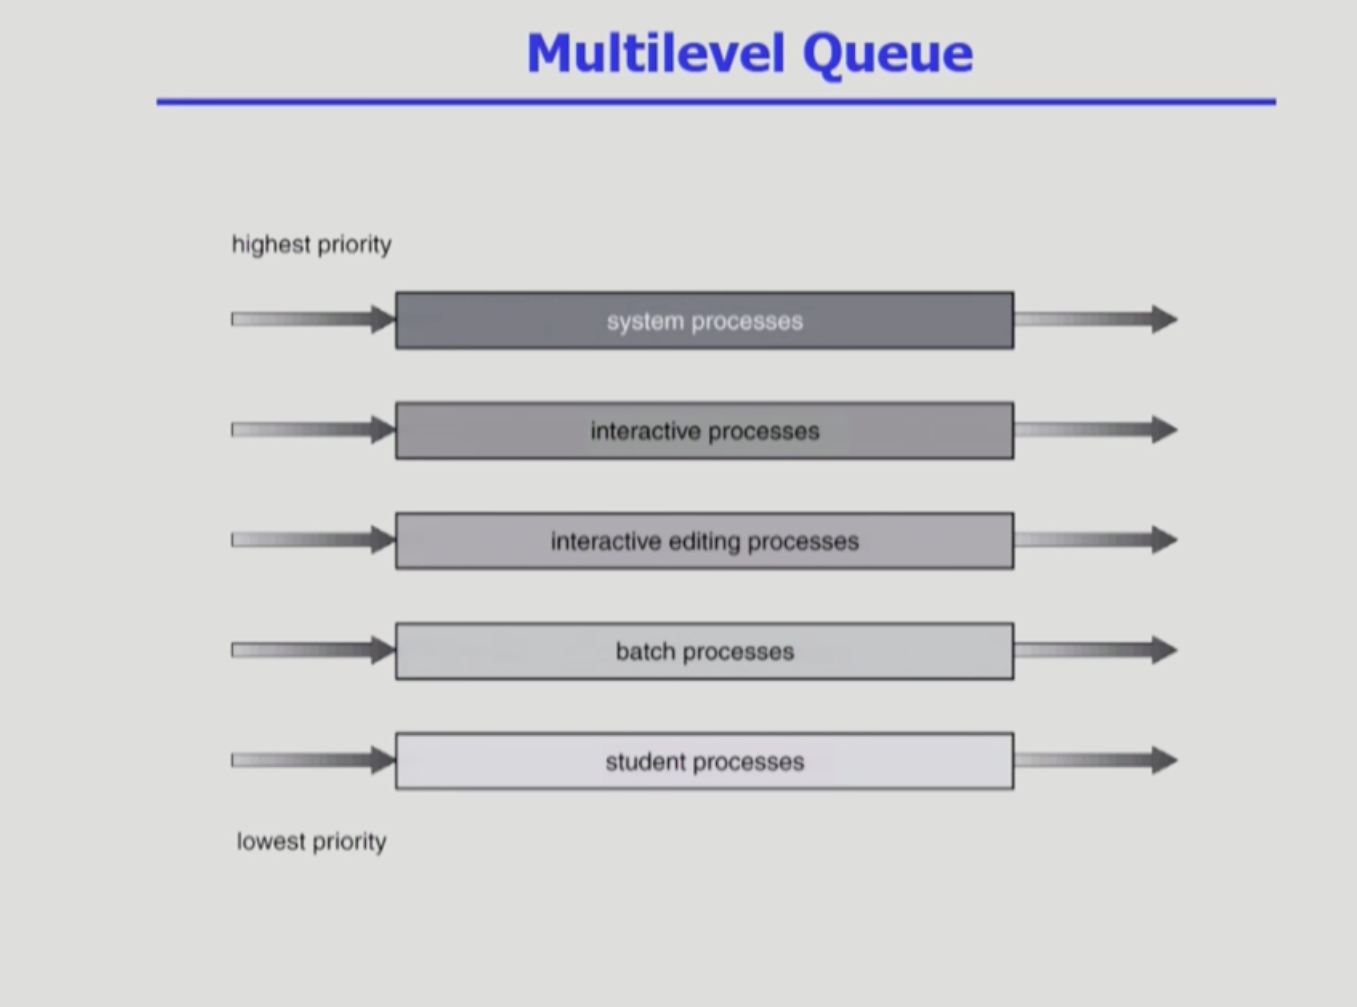 Multilevel Queue
highest priority
system processes
interactive processes
interactive editing processes
batch processes
student processes
lowest priority